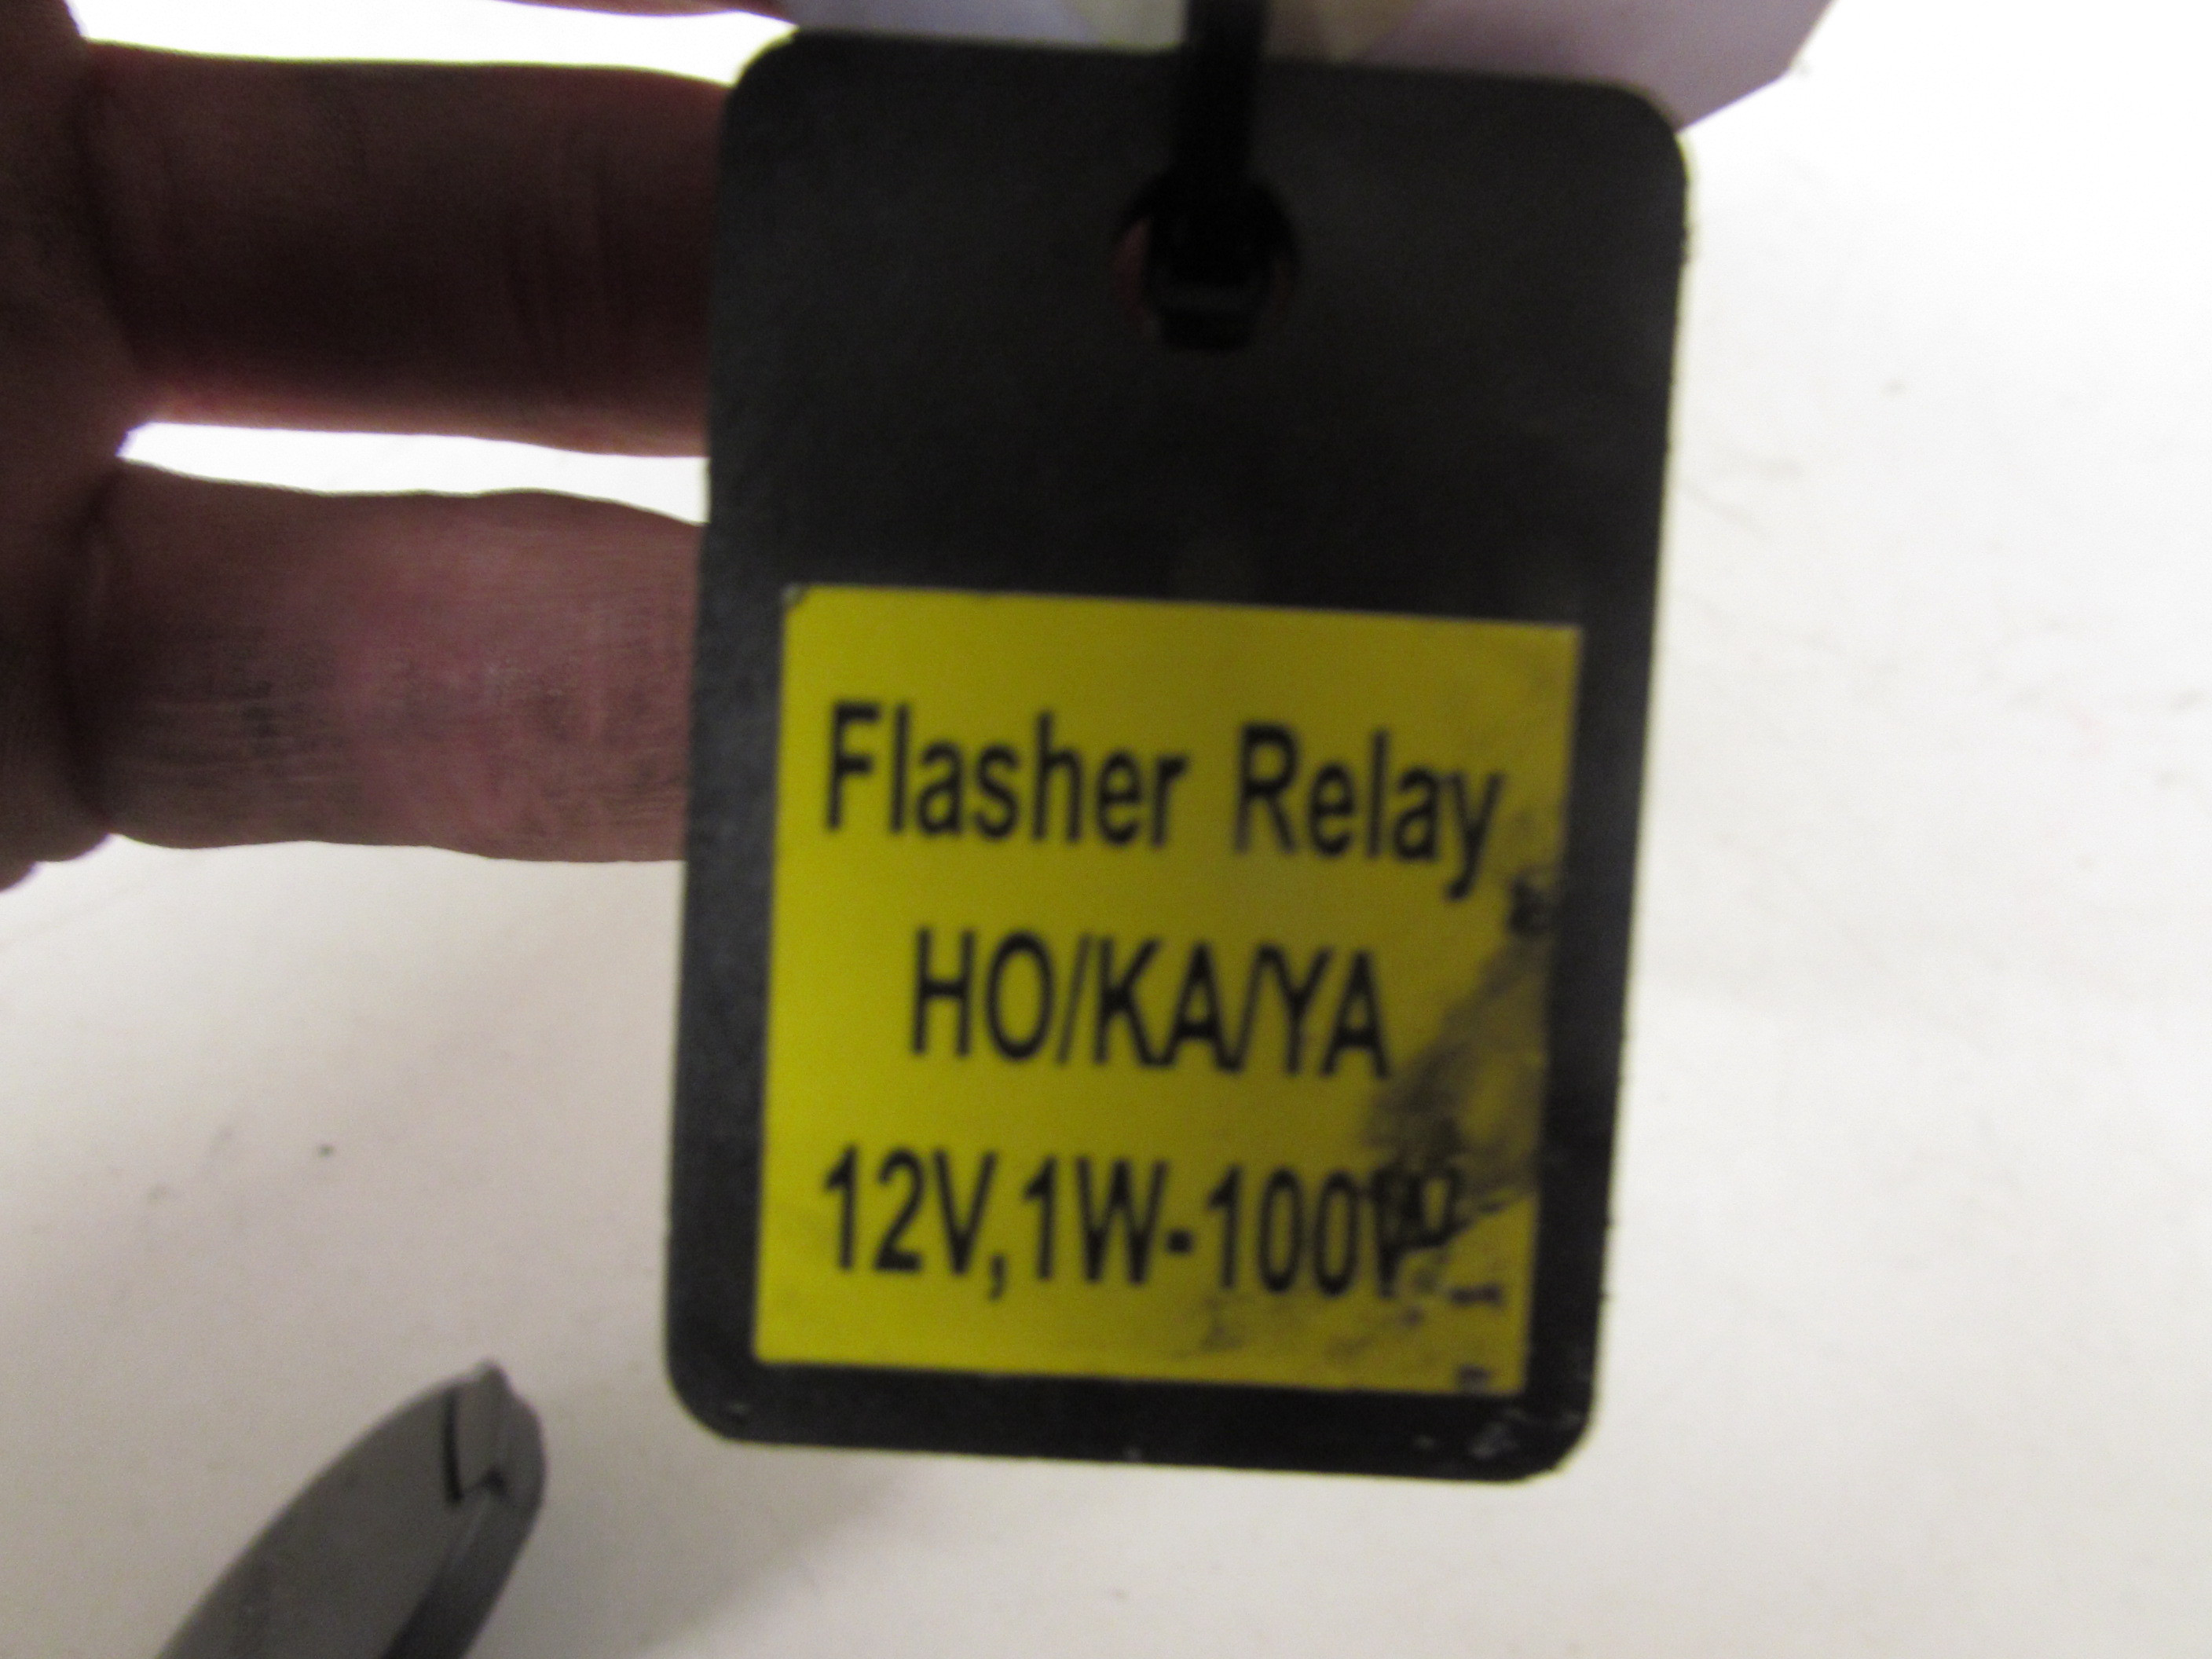 Flasher Relay
HO/KA/YA
12V,1W-100W